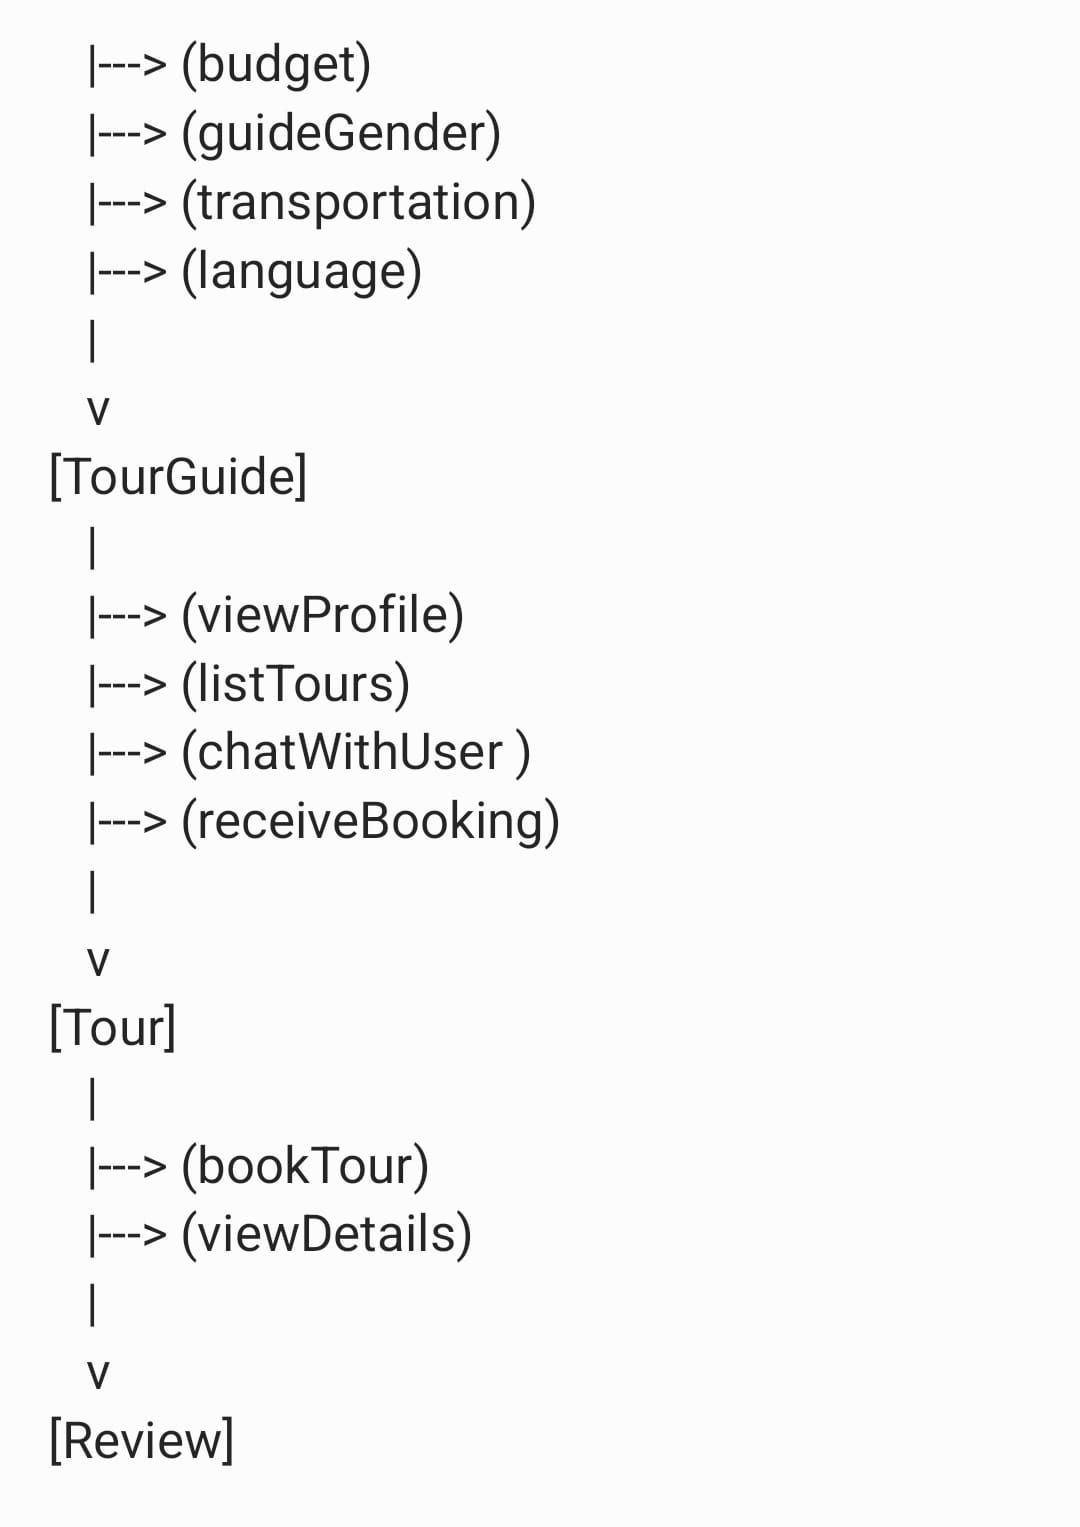 |---> (budget)
|---> (guideGender)
|---> (transportation)
|---> (language)
|
v
[TourGuide]
|
|---> (viewProfile)
|---> (listTours)
|---> (chatWithUser )
|---> (receiveBooking)
|
v
[Tour]
|
|---> (bookTour)
|---> (viewDetails)
|
v
[Review]